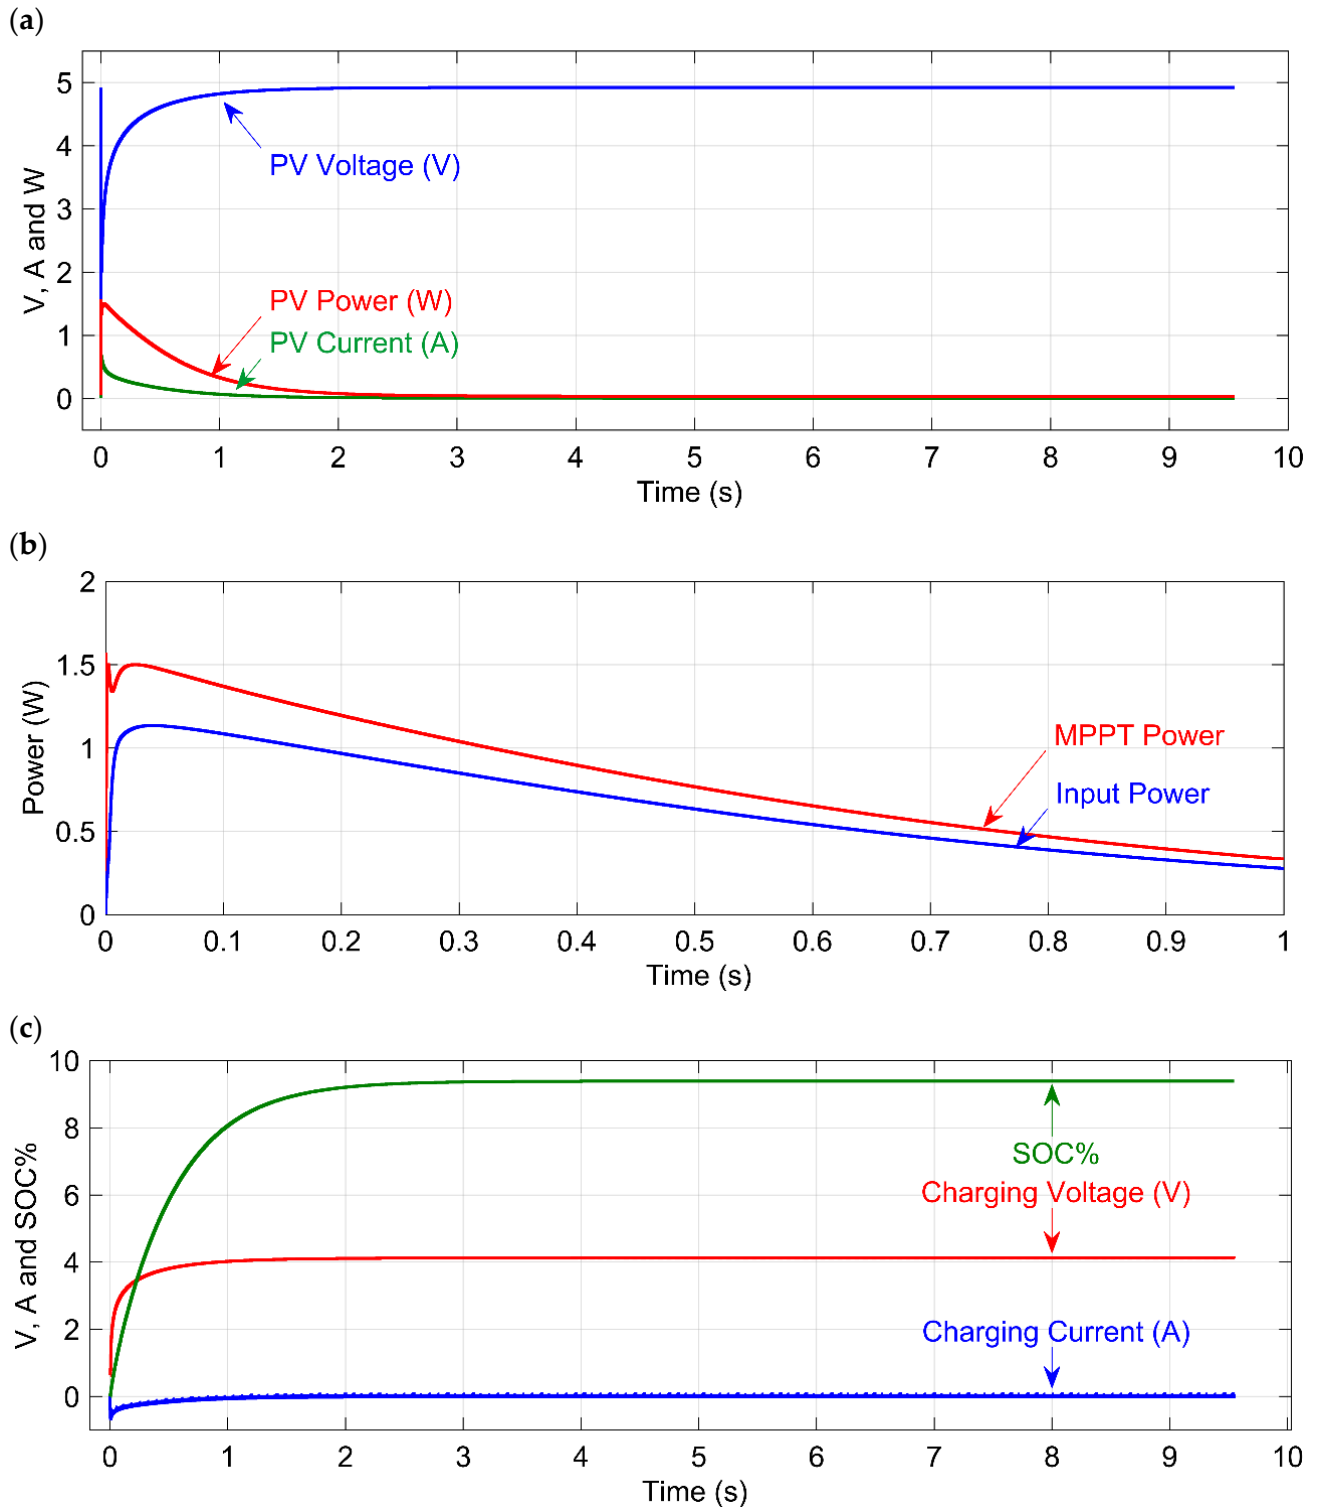 (a)
V, A and W
5
4
3
2
1
0
PV Voltage (V)
PV Power (W)
PV Current (A)
0 1 2 3 4 5 6 7 8 9 10
Time (s)
(b)
Power (W)
2
1.5
1
0.5
0
MPPT Power
Input Power
0 0.1 0.2 0.3 0.4 0.5 0.6 0.7 0.8 0.9 1
Time (s)
(c)
V, A and SOC%
10
8
6
4
2
0
SOC%
Charging Voltage (V)
Charging Current (A)
0 1 2 3 4 5 6 7 8 9 10
Time (s)